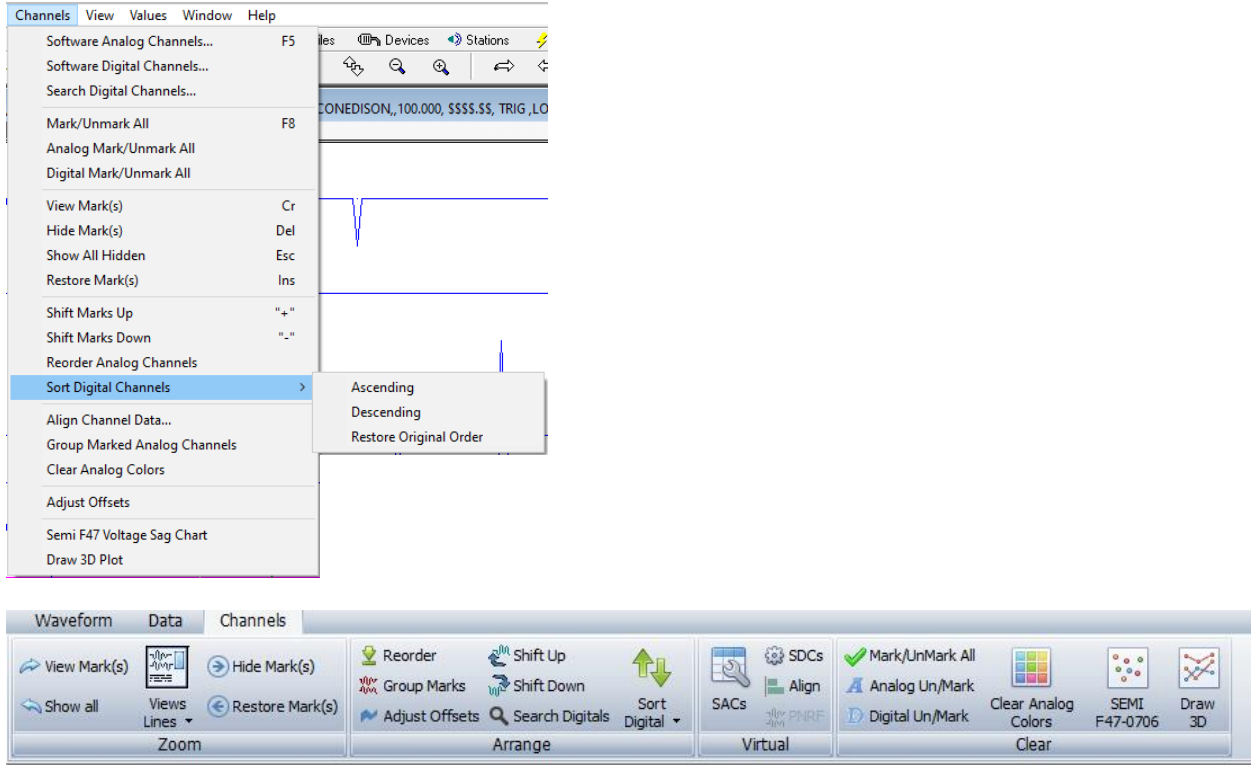 Channels View Values Window Help
Software Analog Channels... F5
Devices Stations
Software Digital Channels...
Search Digital Channels...
CONEDISON,,100.000, $$$$.$$, TRIG ,LO
Mark/Unmark All F8
Analog Mark/Unmark All
Digital Mark/Unmark All
View Mark(s) Cr
Hide Mark(s) Del
Show All Hidden Esc
Restore Mark(s) Ins
Shift Marks Up "+"
Shift Marks Down "-"
Reorder Analog Channels
Sort Digital Channels >
Ascending
Descending
Restore Original Order
Align Channel Data...
Group Marked Analog Channels
Clear Analog Colors
Adjust Offsets
Semi F47 Voltage Sag Chart
Draw 3D Plot
Waveform Data Channels
View Mark(s)
Show all
Views
Lines
Hide Mark(s)
Restore Mark(s)
Zoom
Reorder
Group Marks
Adjust Offsets
Shift Up
Shift Down
Search Digitals
Sort
Digital
Arrange
SACs
SDCs
Align
PNRF
Virtual
Mark/UnMark All
Analog Un/Mark
Digital Un/Mark
Clear Analog
Colors
SEMI
F47-0706
Draw
3D
Clear